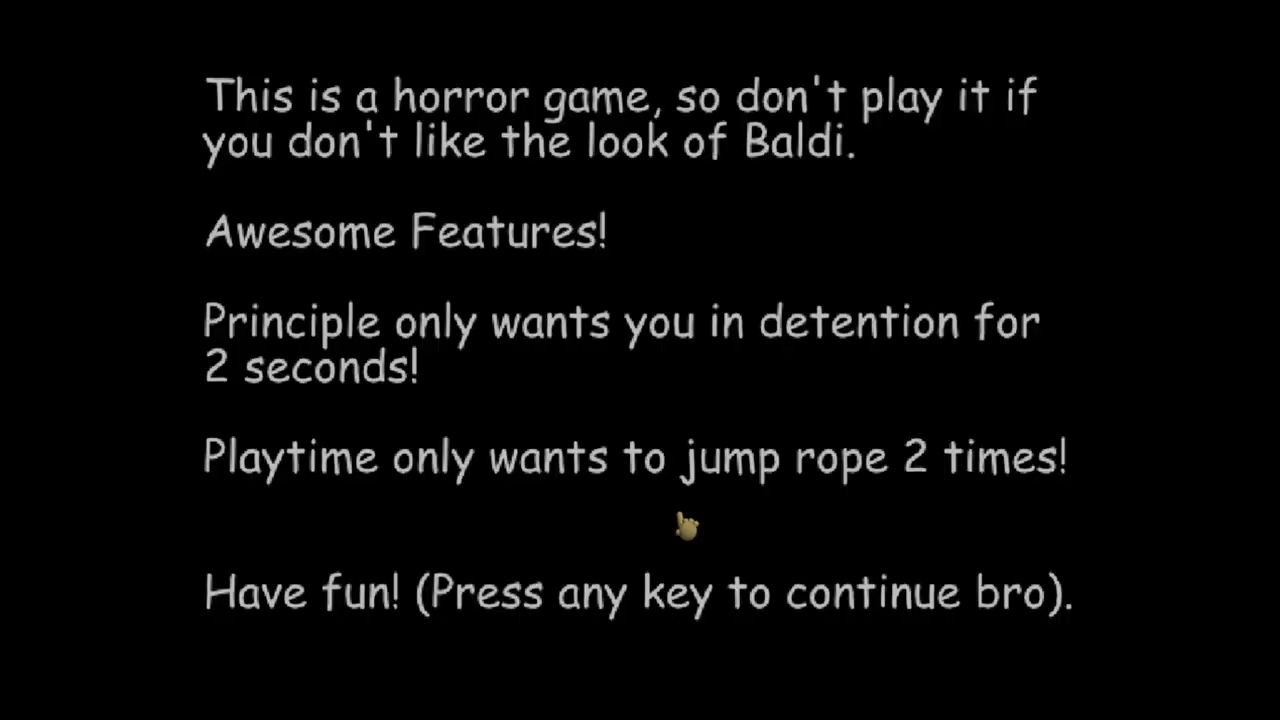 This is a horror game, so don't play it if
you don't like the look of Baldi.
Awesome Features!
Principle only wants you in detention for
2 seconds!
Playtime only wants to jump rope 2 times!
Have fun! (Press any key to continue bro).